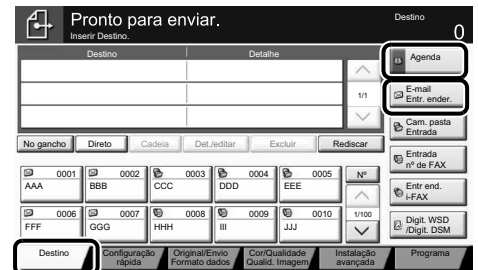 Pronto para enviar.
Inserir Destino.
Destino
0
Destino Detalhe
1/1
Agenda
E-mail
Entr. ender.
Cam. pasta
Entrada
Entrada
nº de FAX
Entr end.
i-FAX
Digit. WSD
/Digit. DSM
No gancho Direto Cadeia Det./editar Excluir Rediscar
0001 0002 0003 0004 0005 Nº
AAA BBB CCC DDD EEE
0006 0007 0008 0009 0010 1/100
FFF GGG HHH III JJJ
Destino
Configuração
rápida
Original/Envio
Formato dados
Cor/Qualidade
Qualid. Imagem
Instalação
avançada
Programa